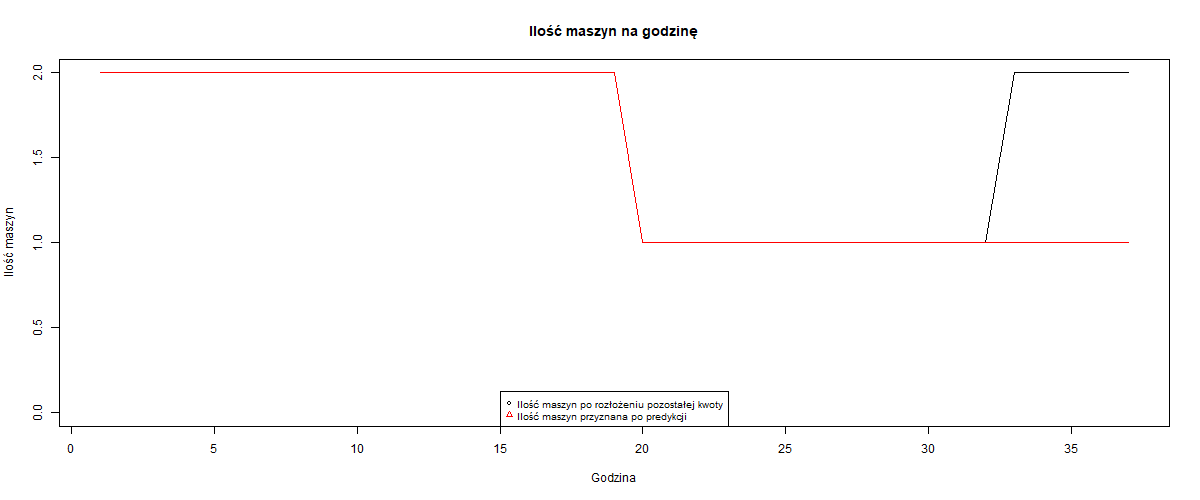 Ilość maszyn na godzinę
Ilość maszyn
2.0
1.5
1.0
0.5
0.0
Ilość maszyn po rozłożeniu pozostałej kwoty
Ilość maszyn przyznana po predykcji
0 5 10 15 20 25 30 35
Godzina